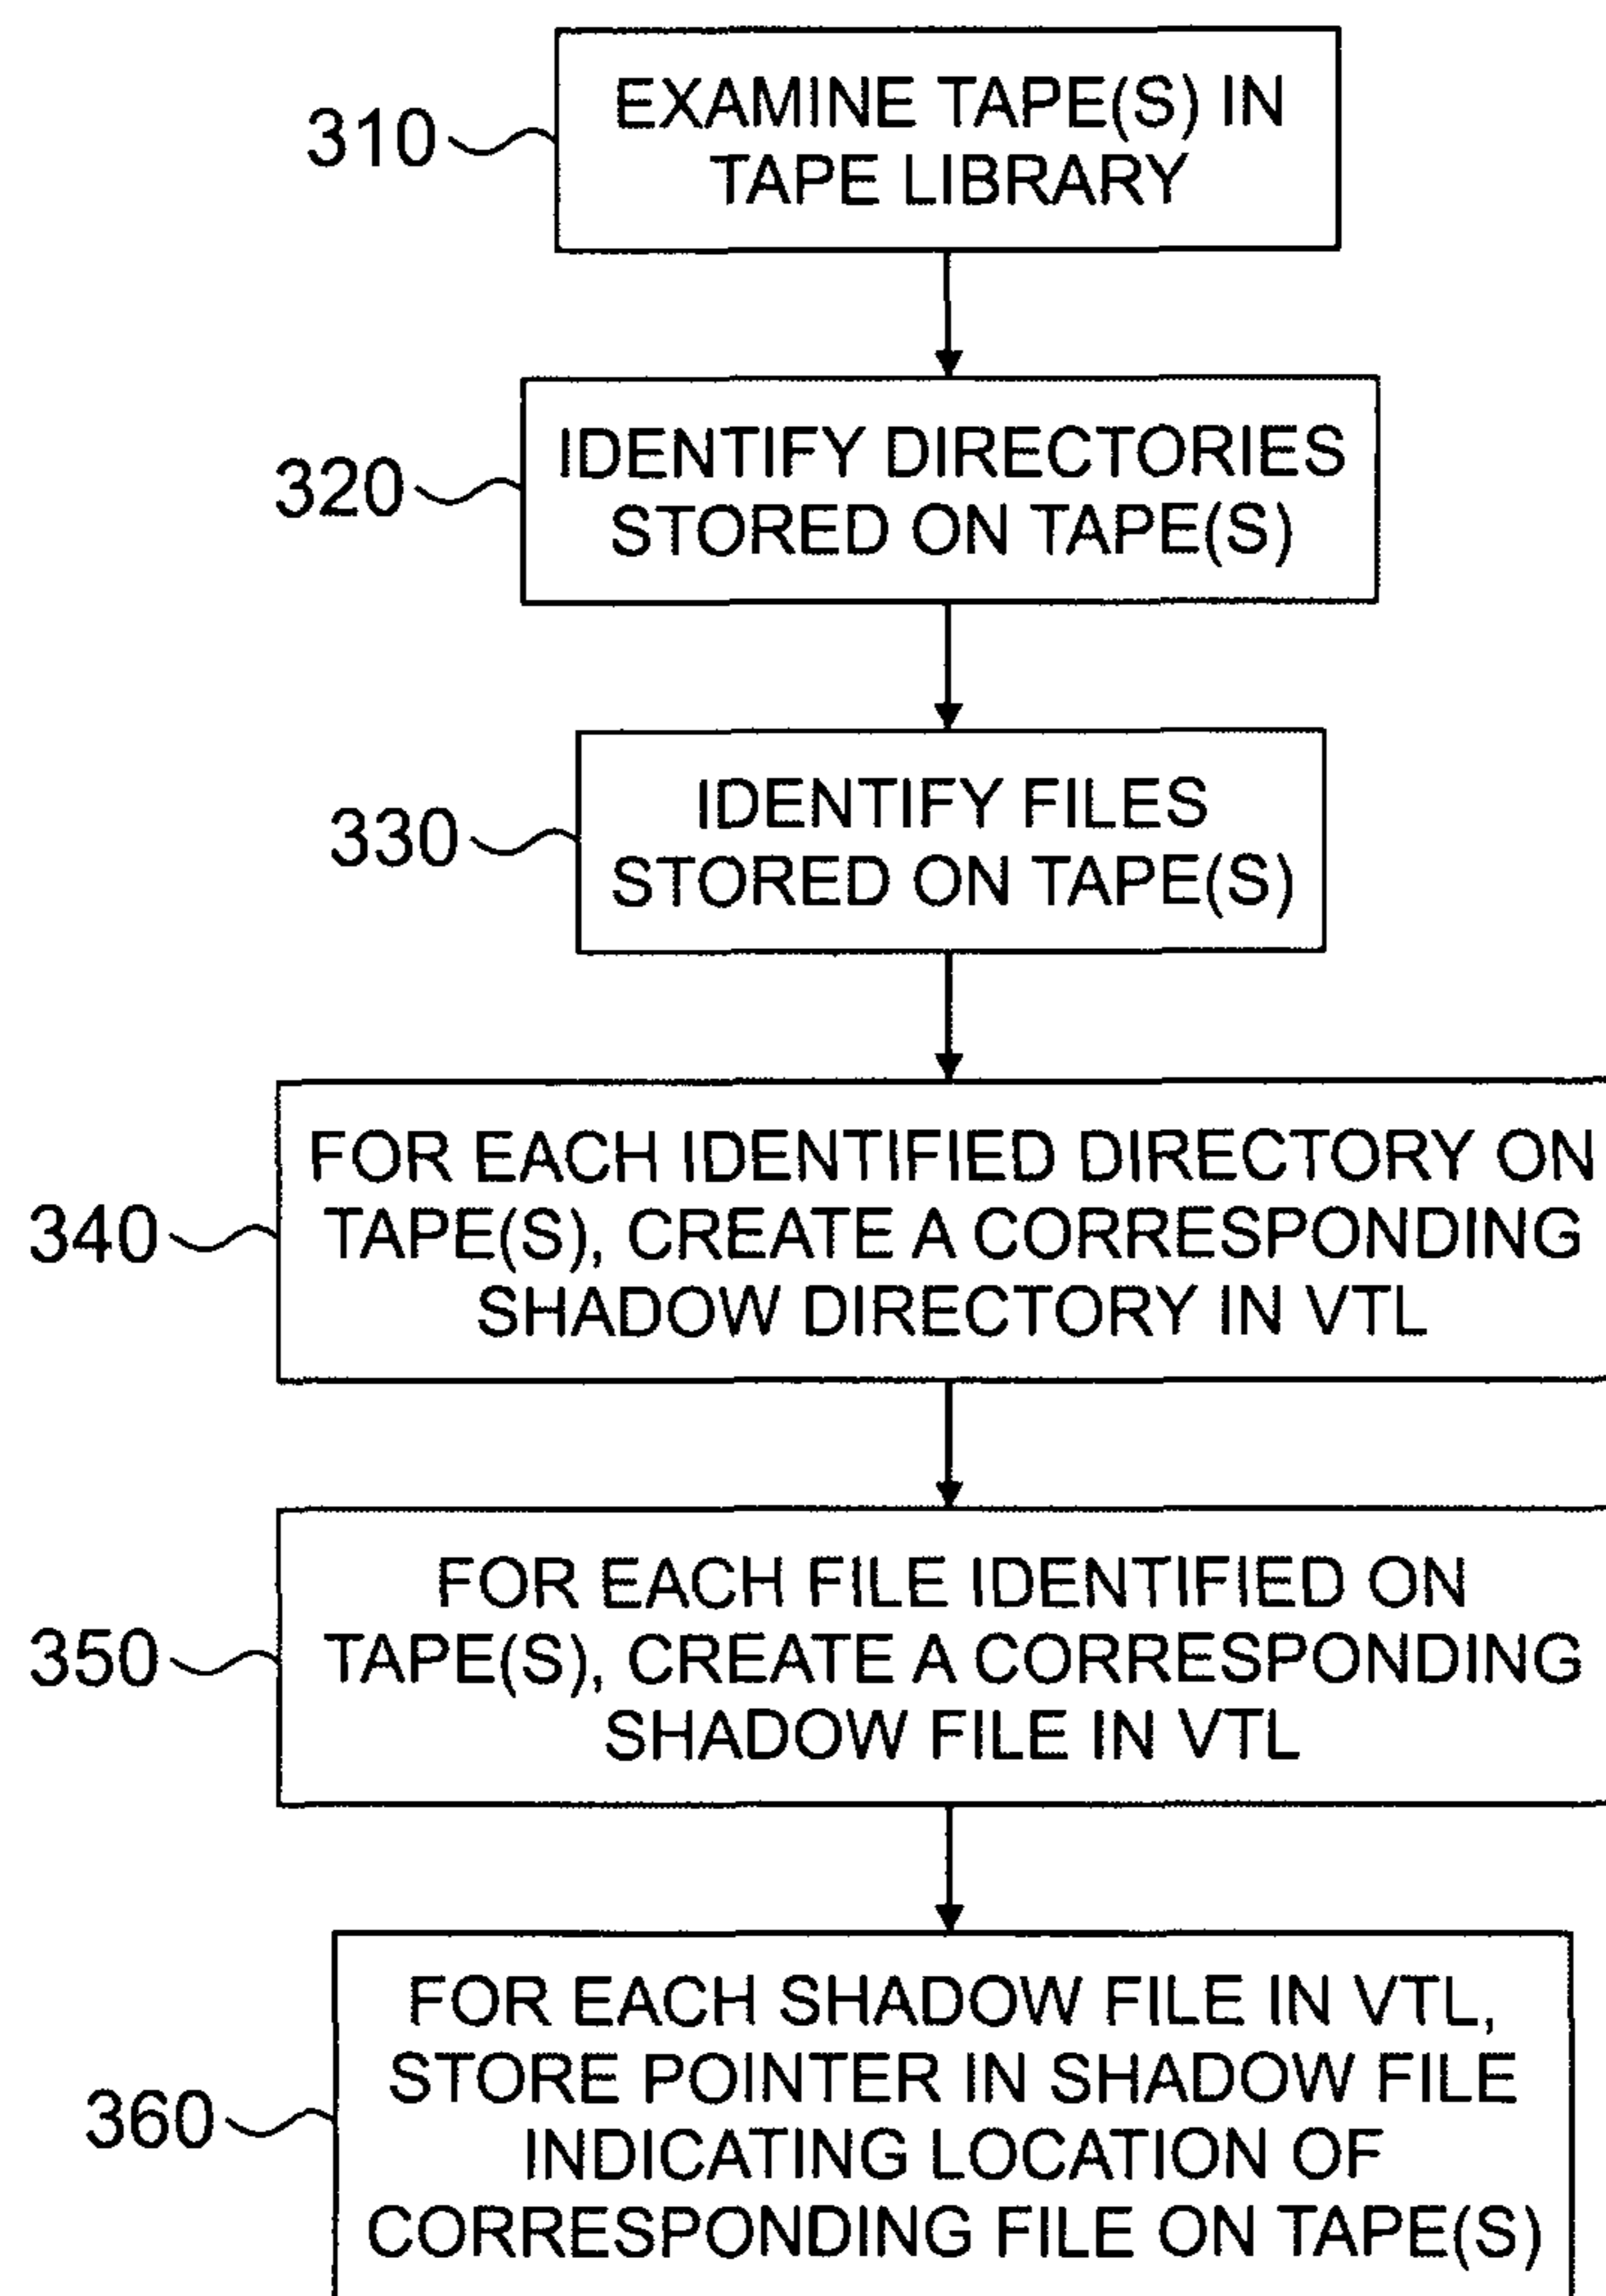 310
EXAMINE TAPE(S) IN
TAPE LIBRARY
320
IDENTIFY DIRECTORIES
STORED ON TAPE(S)
330
IDENTIFY FILES
STORED ON TAPE(S)
340
FOR EACH IDENTIFIED DIRECTORY ON
TAPE(S), CREATE A CORRESPONDING
SHADOW DIRECTORY IN VTL
350
FOR EACH FILE IDENTIFIED ON
TAPE(S), CREATE A CORRESPONDING
SHADOW FILE IN VTL
360
FOR EACH SHADOW FILE IN VTL,
STORE POINTER IN SHADOW FILE
INDICATING LOCATION OF
CORRESPONDING FILE ON TAPE(S)